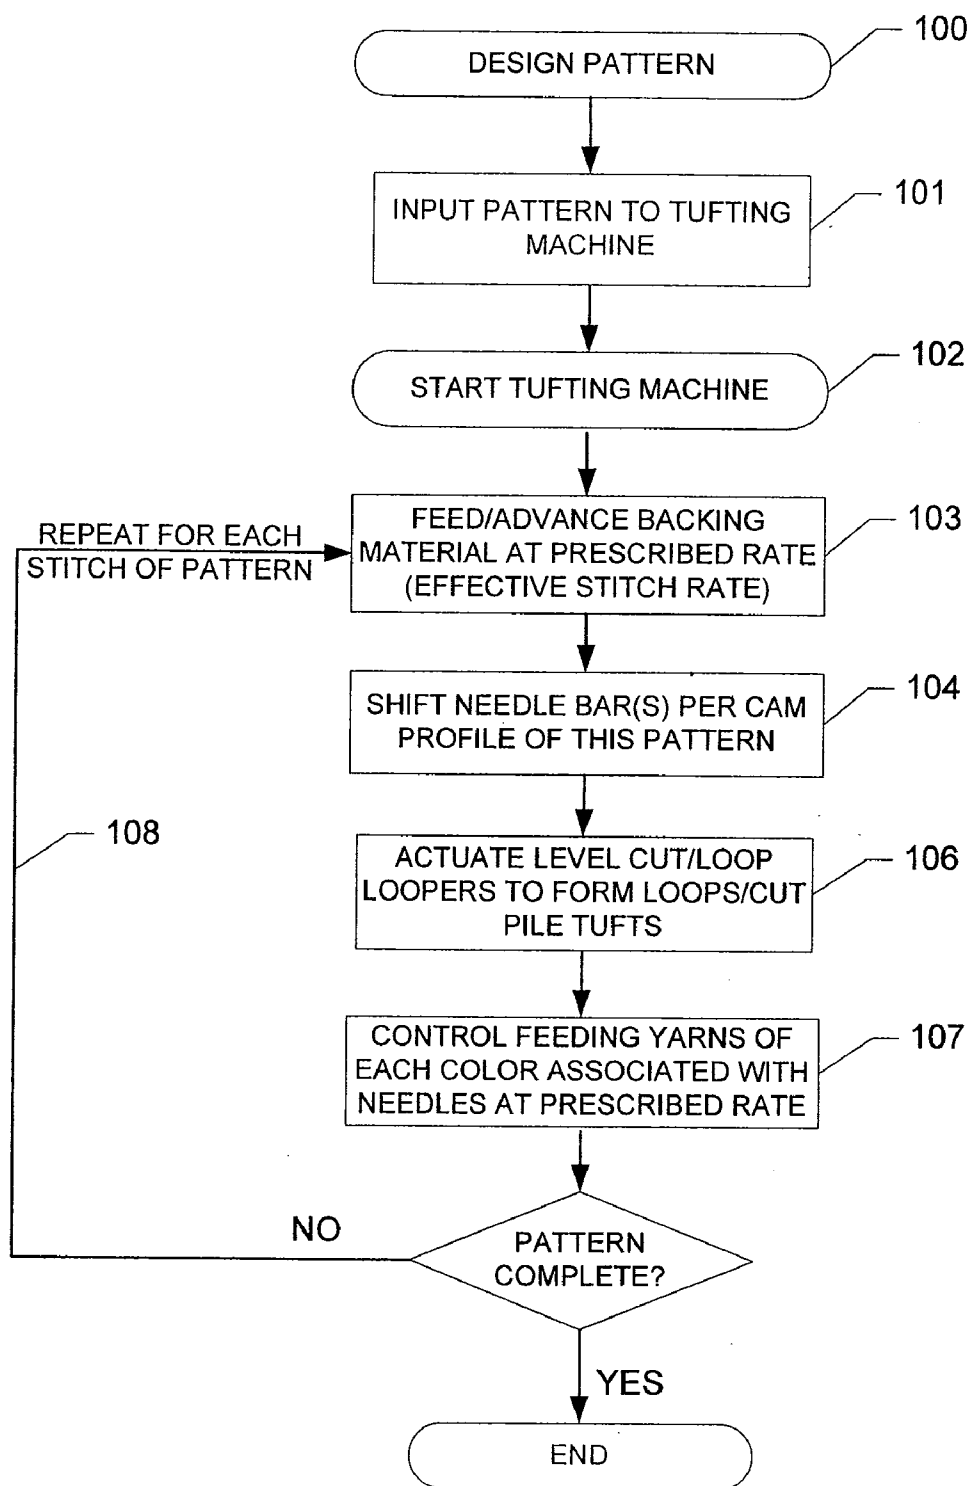 100
DESIGN PATTERN
101
INPUT PATTERN TO TUFTING
MACHINE
102
START TUFTING MACHINE
REPEAT FOR EACH
STITCH OF PATTERN
103
FEED/ADVANCE BACKING
MATERIAL AT PRESCRIBED RATE
(EFFECTIVE STITCH RATE)
104
SHIFT NEEDLE BAR(S) PER CAM
PROFILE OF THIS PATTERN
108
106
ACTUATE LEVEL CUT/LOOP
LOOPERS TO FORM LOOPS/CUT
PILE TUFTS
107
CONTROL FEEDING YARNS OF
EACH COLOR ASSOCIATED WITH
NEEDLES AT PRESCRIBED RATE
NO
PATTERN
COMPLETE?
YES
END